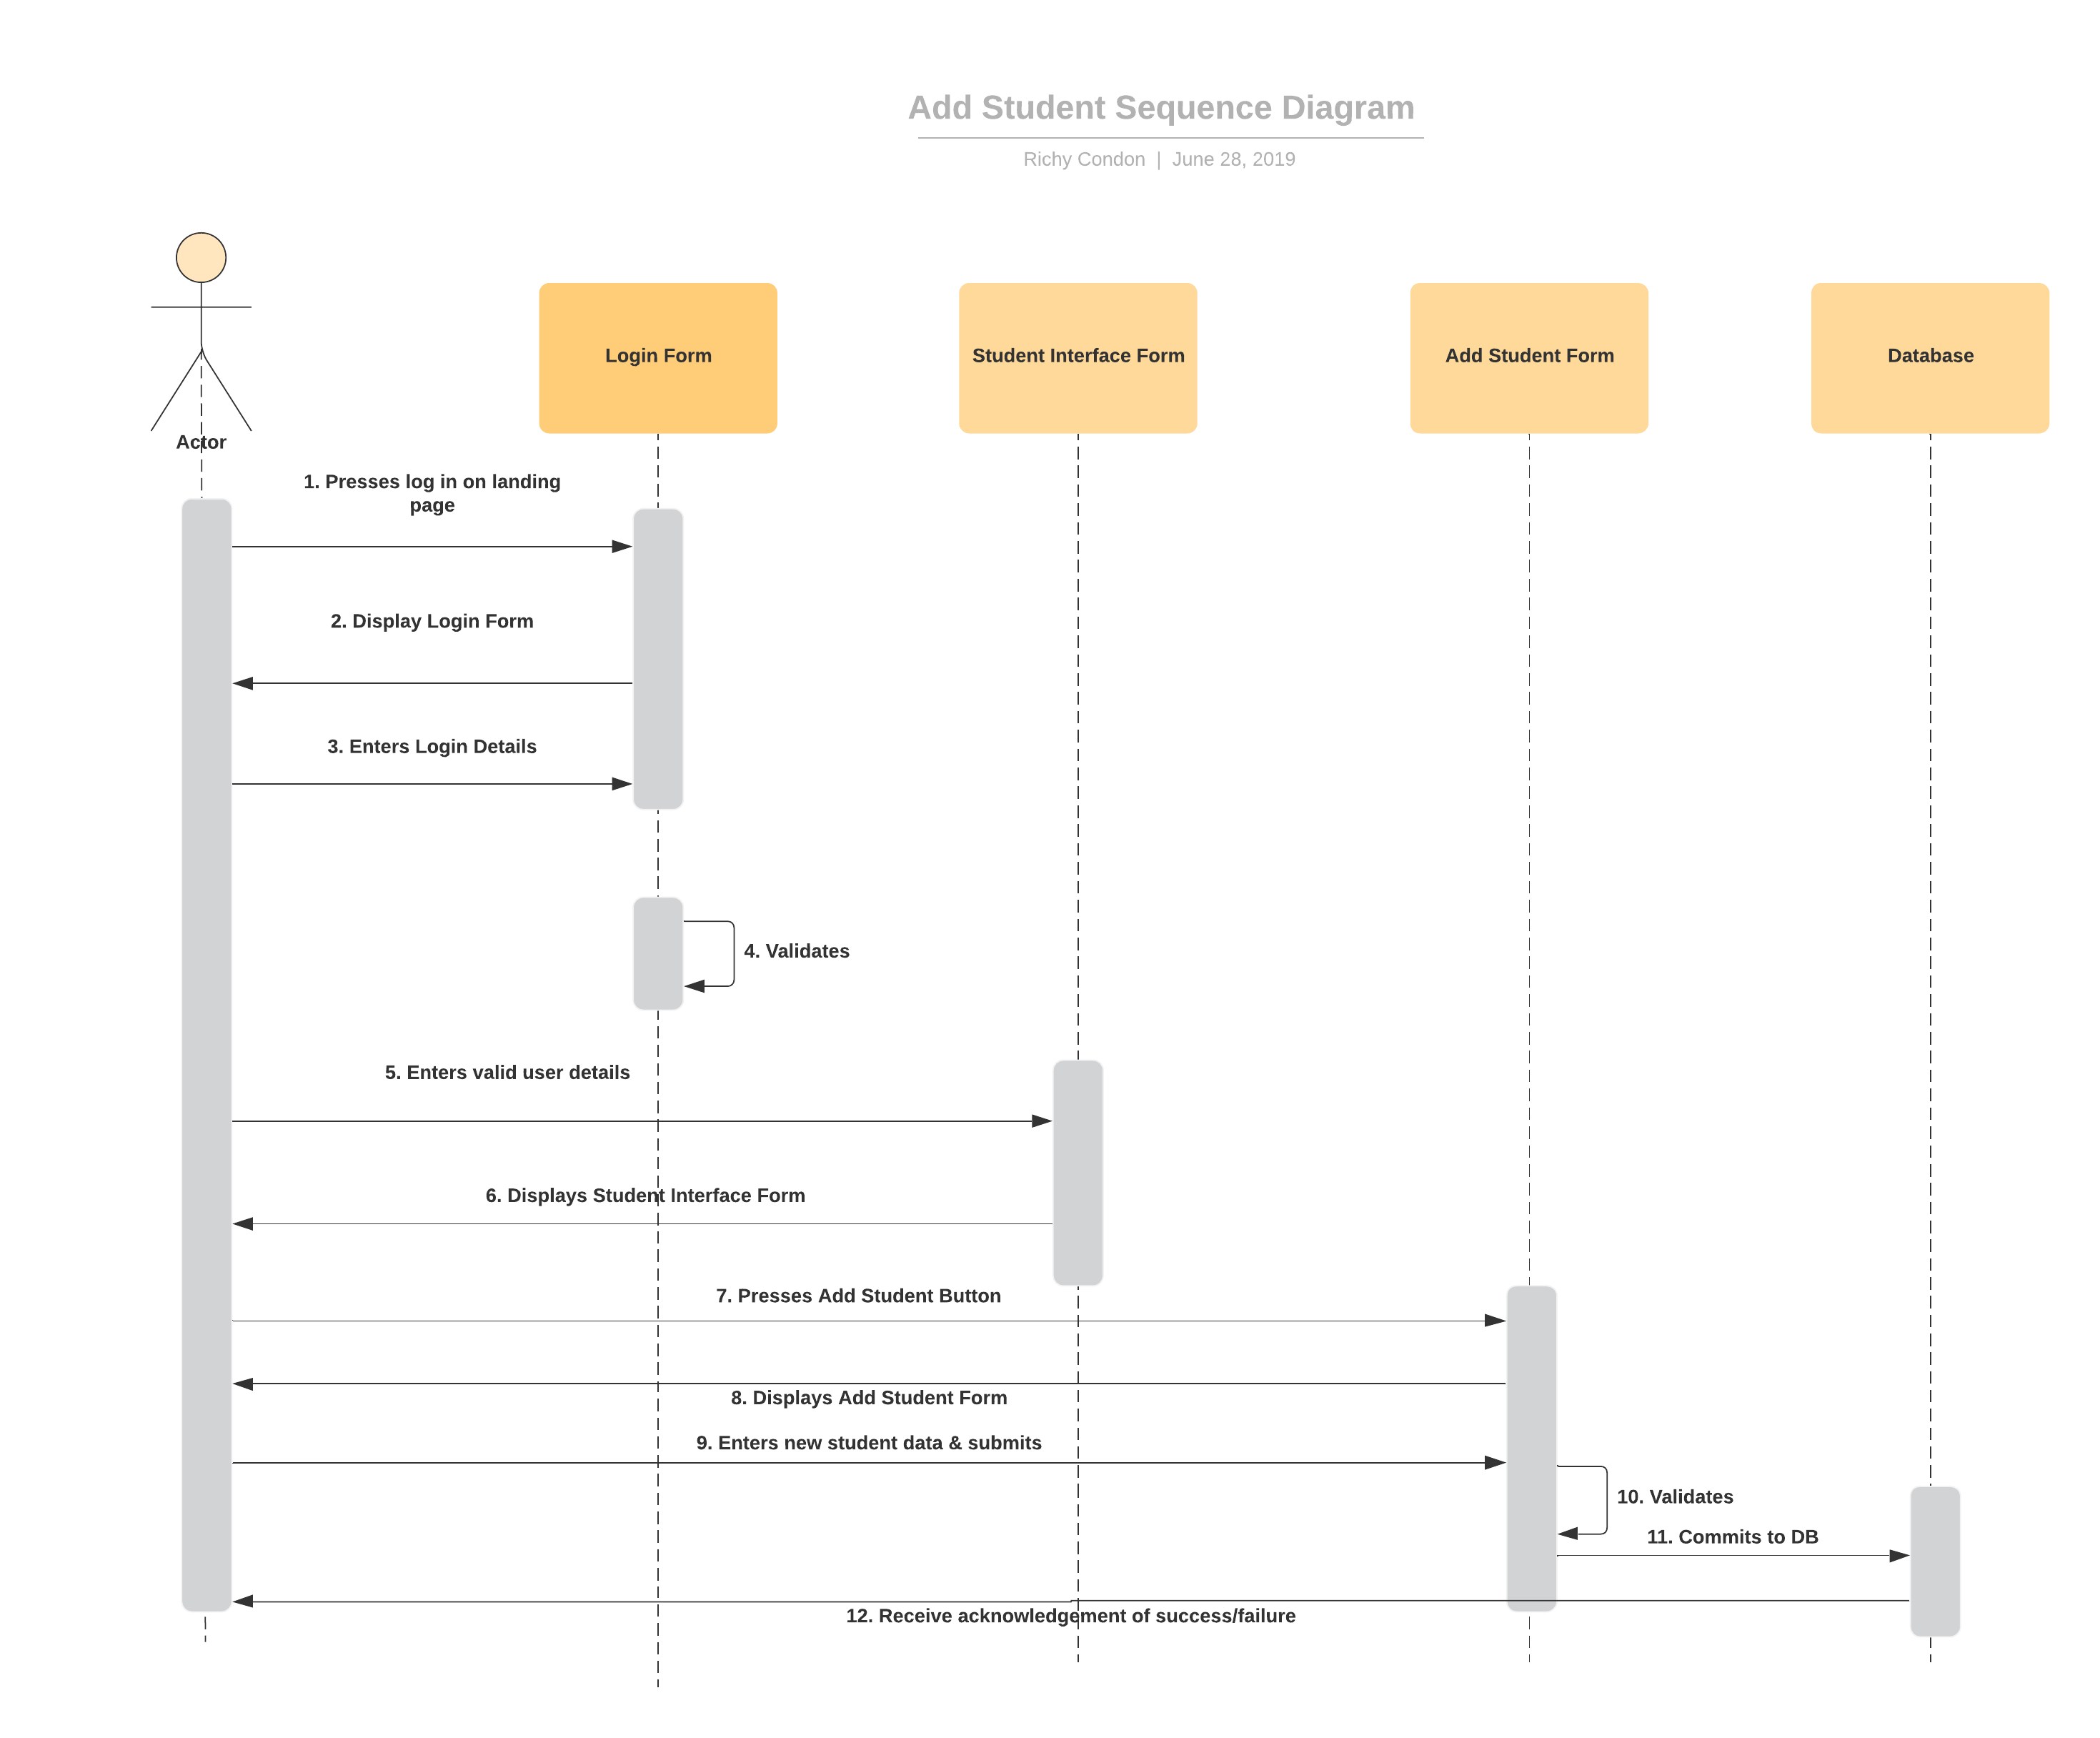 Add Student Sequence Diagram
Richy Condon | June 28, 2019
Actor
Login Form
Student Interface Form
Add Student Form
Database
1. Presses log in on landing
page
2. Display Login Form
3. Enters Login Details
4. Validates
5. Enters valid user details
6. Displays Student Interface Form
7. Presses Add Student Button
8. Displays Add Student Form
9. Enters new student data & submits
10. Validates
11. Commits to DB
12. Receive acknowledgement of success/failure